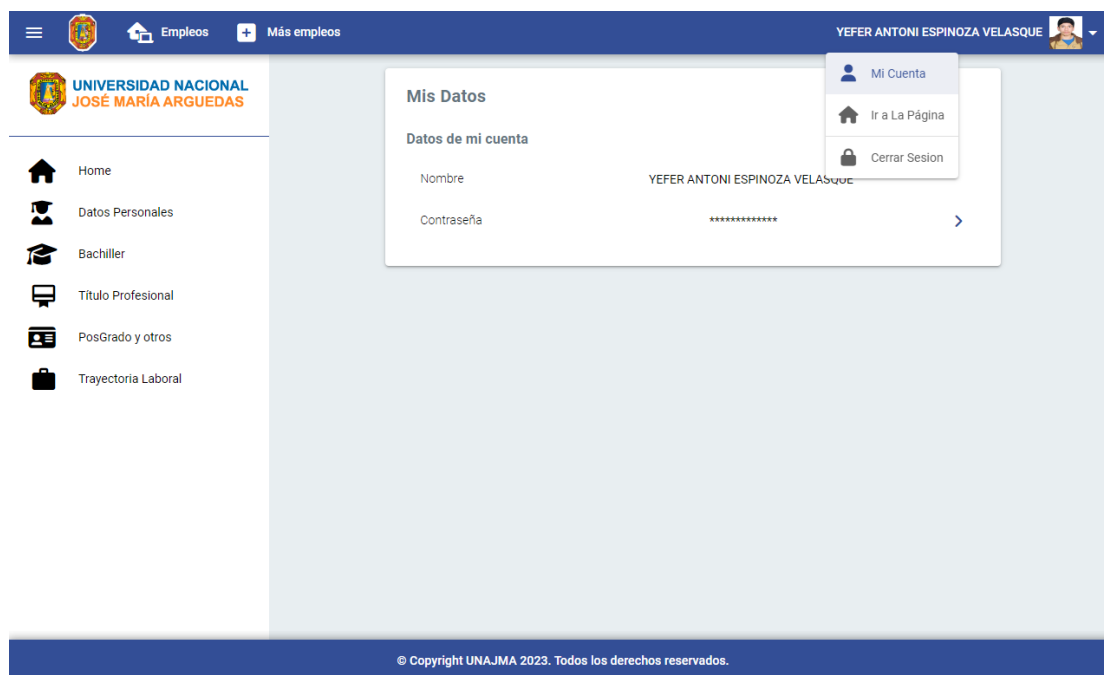 Empleos
Más empleos
YEFER ANTONI ESPINOZA VELASQUE
Mi Cuenta
Ir a La Página
Cerrar Sesion
UNIVERSIDAD NACIONAL
JOSÉ MARÍA ARGUEDAS
Home
Datos Personales
Bachiller
Título Profesional
PosGrado y otros
Trayectoria Laboral
Mis Datos
Datos de mi cuenta
Nombre YEFER ANTONI ESPINOZA VELASQUE
Contraseña *************
© Copyright UNAJMA 2023. Todos los derechos reservados.